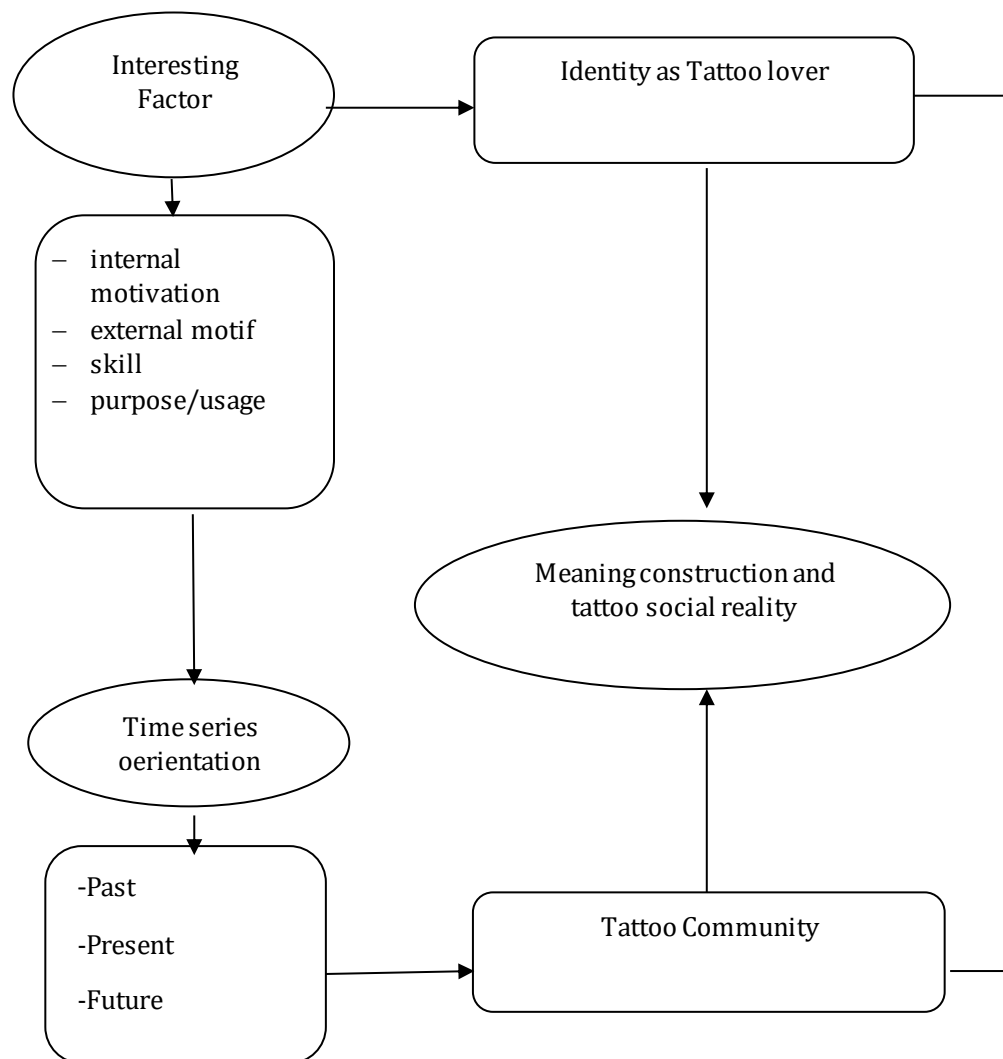 Interesting
Factor
Identity as Tattoo lover
– internal
motivation
– external motif
– skill
– purpose/usage
Meaning construction and
tattoo social reality
Time series
oerientation
-Past
-Present
-Future
Tattoo Community